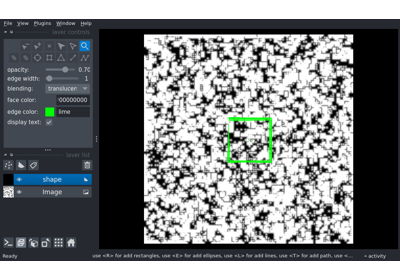 File View Plugins Window Help
layer controls
opacity: 0.70
edge width: 1
blending: translucen
face color: 00000000
edge color: lime
display text:
layer list
shape
Image
Ready
use <R> for add rectangles, use <E> for add ellipses, use <L> for add lines, use <T> for add path, use <...
activity